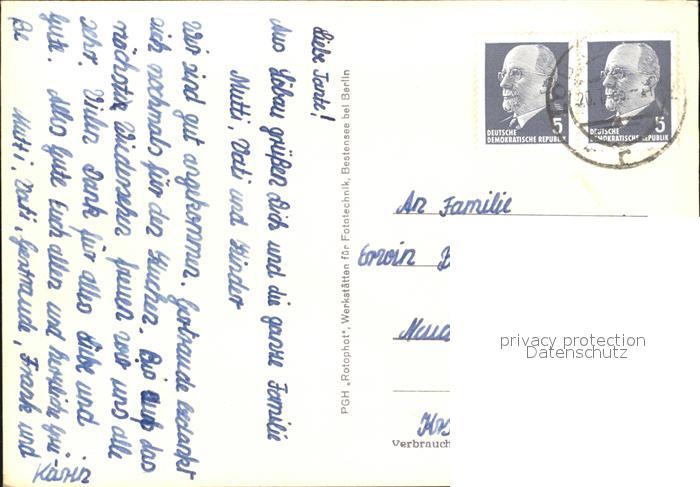 Liebe Tante!
Aus Löbau grüßen Dich und die ganze Familie
Mutti, Vati und Kinder
Wir sind gut angekommen. Gertraude bedankt
sich nochmals für den Kuchen. auf das
nächste Wiedersehen freuen wir uns alle
sehr. Vielen Dank für alles Liebe und
Gute. Alles Gute Euch allen und herzliche Grü-
ße Mutti, Vati, Gertraude, Frank und
Karin
PGH „Rotophot“, Werkstätten für Fototechnik, Bestensee bei Berlin
DEUTSCHE
DEMOKRATISCHE REPUBLIK 5
DEUTSCHE
DEMOKRATISCHE REPUBLIK 5
An Familie
Erwin B
privacy protection
Datenschutz
Verbrauch